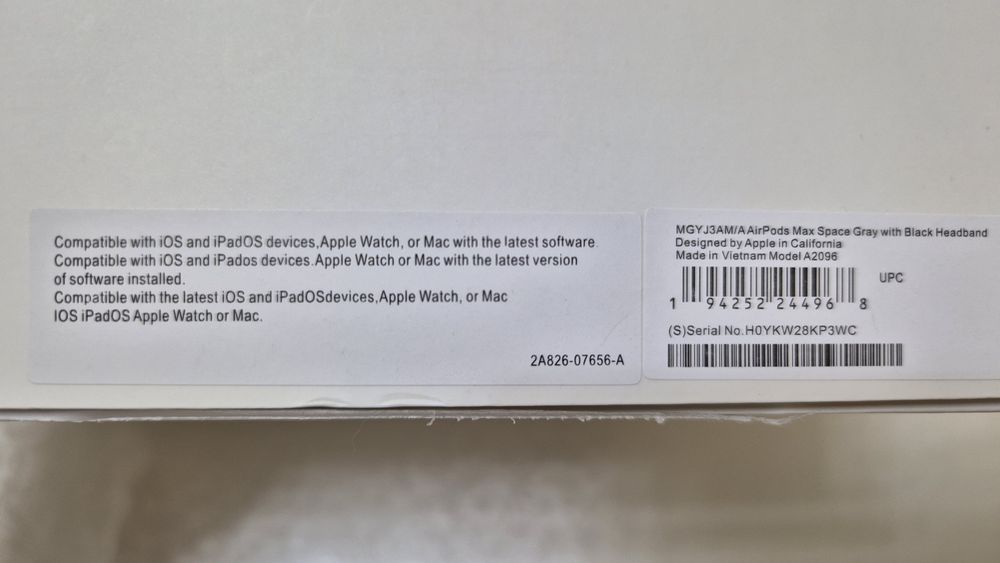 Compatible with iOS and iPadOS devices,Apple Watch, or Mac with the latest software.
Compatible with iOS and iPados devices.Apple Watch or Mac with the latest version
of software installed.
Compatible with the latest iOS and iPadOSdevices,Apple Watch, or Mac
IOS iPadOS Apple Watch or Mac.
2A826-07656-A
MGYJ3AM/A AirPods Max Space Gray with Black Headband
Designed by Apple in California
Made in Vietnam Model A2096
UPC
1 94252 24496 8
(S)Serial No.H0YKW28KP3WC